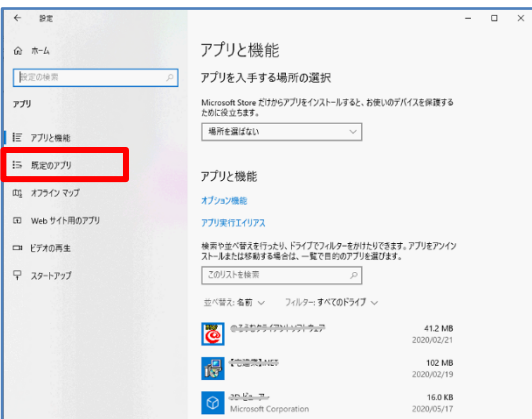 設定
ホーム
設定の検索
アプリ
アプリと機能
既定のアプリ
オフライン マップ
Web サイト用のアプリ
ビデオの再生
スタートアップ
アプリと機能
アプリを入手する場所の選択
Microsoft Store だけからアプリをインストールすると、お使いのデバイスを保護する
ために役立ちます。
場所を選ばない
アプリと機能
オプション機能
アプリ実行エイリアス
検索や並べ替えを行ったり、ドライブでフィルターをかけたりできます。アプリをアンイン
ストールまたは移動する場合は、一覧で目的のアプリを選びます。
このリストを検索
並べ替え: 名前
フィルター: すべてのドライブ
41.2 MB
2020/02/21
102 MB
2020/02/19
3D ビューアー
16.0 KB
Microsoft Corporation
2020/05/17